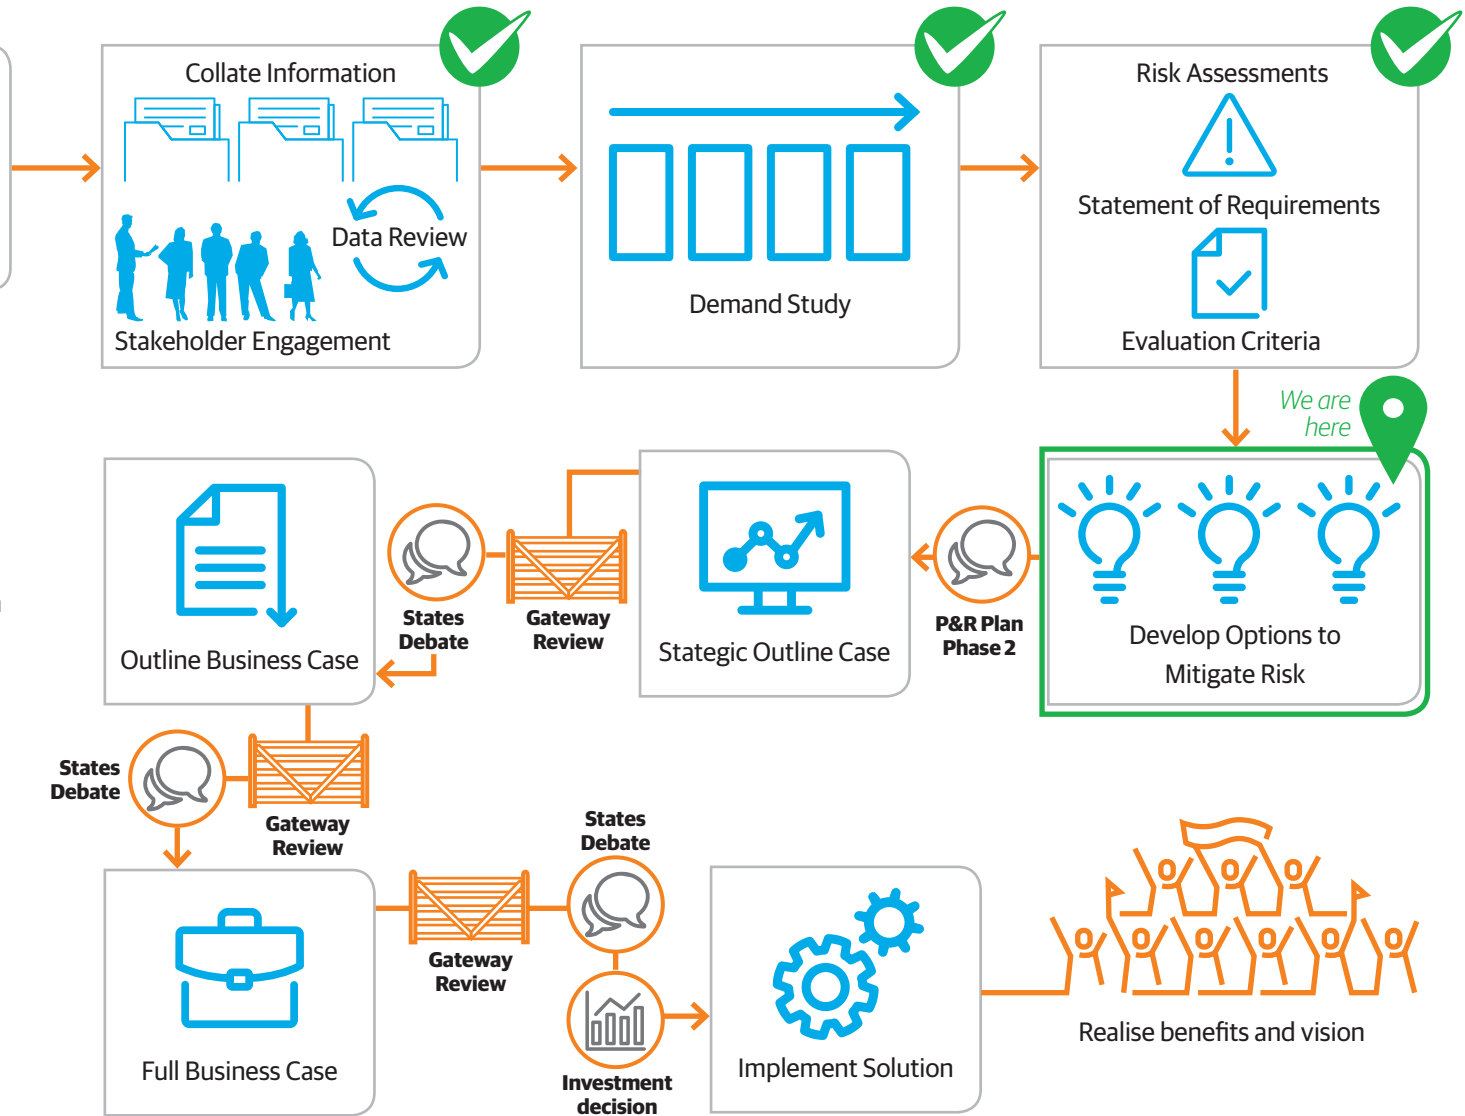 Collate Information
Data Review
Stakeholder Engagement
Demand Study
Risk Assessments
Statement of Requirements
Evaluation Criteria
We are
here
Develop Options to
Mitigate Risk
P&R Plan
Phase 2
Stategic Outline Case
Gateway
Review
States
Debate
Outline Business Case
Gateway
Review
States
Debate
Full Business Case
Gateway
Review
States
Debate
Investment
decision
Implement Solution
Realise benefits and vision